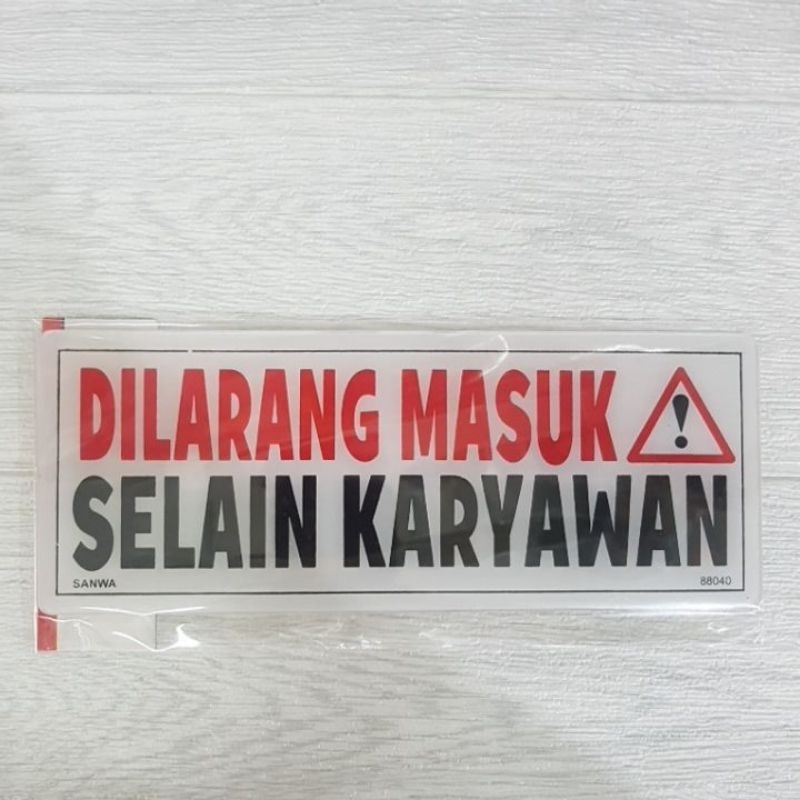 DILARANG MASUK
SELAIN KARYAWAN
SANWA 88040